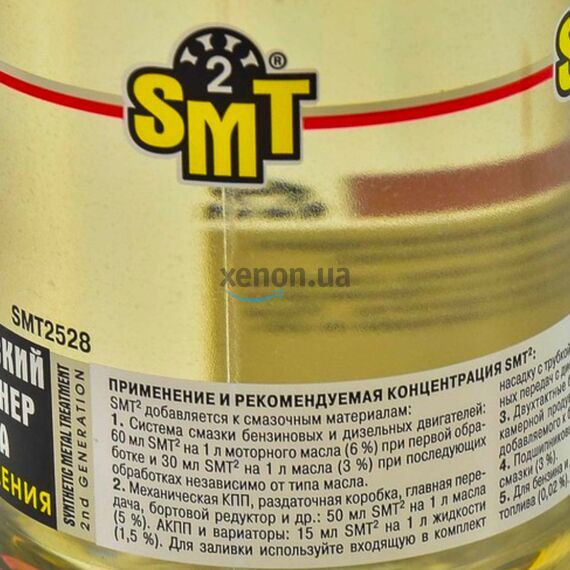 2
SMT®
xenon.ua
SMT2528
SYNTHETIC METAL TREATMENT
2nd GENERATION
ПРИМЕНЕНИЕ И РЕКОМЕНДУЕМАЯ КОНЦЕНТРАЦИЯ SMT²:
SMT² добавляется к смазочным материалам:
1. Система смазки бензиновых и дизельных двигателей:
60 мл SMT² на 1 л моторного масла (6 %) при первой обра-
ботке и 30 мл SMT² на 1 л масла (3 %) при последующих
обработках независимо от типа масла.
2. Механическая КПП, раздаточная коробка, главная пере-
дача, бортовой редуктор и др.: 50 мл SMT² на 1 л масла
(5 %). АКПП и вариаторы: 15 мл SMT² на 1 л жидкости
(1,5 %). Для заливки используйте входящую в комплект
насадку с трубкой
ных передач с ди
3. Двухтактные б
камерной продув
добавляемого к б
4. Подшипников
смазки (3 %).
5. Для бензина и
топлива (0,02 %).